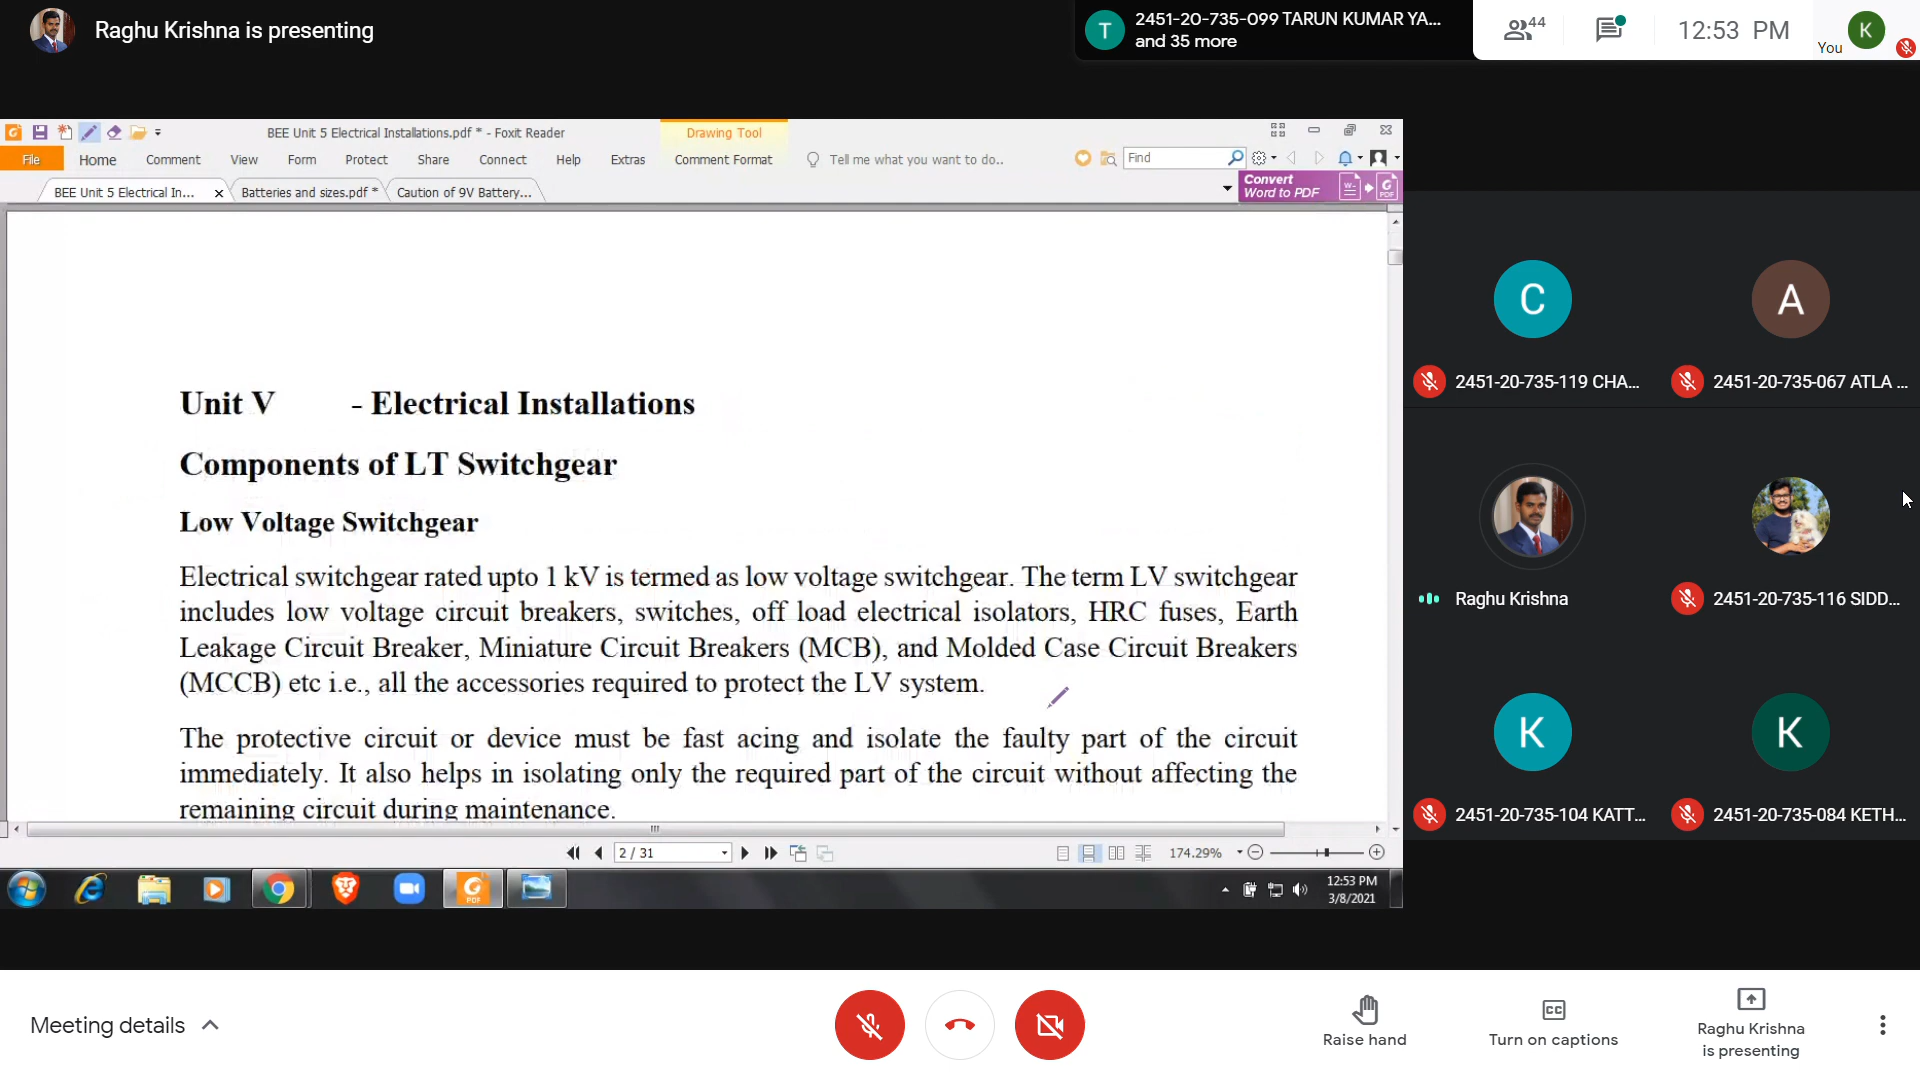 Raghu Krishna is presenting
T
2451-20-735-099 TARUN KUMAR YA...
and 35 more
44
12:53 PM
You
K
BEE Unit 5 Electrical Installations.pdf * - Foxit Reader
Drawing Tool
File
Home
Comment
View
Form
Protect
Share
Connect
Help
Extras
Comment Format
Tell me what you want to do..
Find
BEE Unit 5 Electrical In...
Batteries and sizes.pdf *
Caution of 9V Battery...
Convert
Word to PDF
Unit V - Electrical Installations
Components of LT Switchgear
Low Voltage Switchgear
Electrical switchgear rated upto 1 kV is termed as low voltage switchgear. The term LV switchgear
includes low voltage circuit breakers, switches, off load electrical isolators, HRC fuses, Earth
Leakage Circuit Breaker, Miniature Circuit Breakers (MCB), and Molded Case Circuit Breakers
(MCCB) etc i.e., all the accessories required to protect the LV system.
The protective circuit or device must be fast acing and isolate the faulty part of the circuit
immediately. It also helps in isolating only the required part of the circuit without affecting the
remaining circuit during maintenance.
2 / 31
174.29%
PDF
12:53 PM
3/8/2021
C
2451-20-735-119 CHA...
A
2451-20-735-067 ATLA ...
Raghu Krishna
2451-20-735-116 SIDD...
K
2451-20-735-104 KATT...
K
2451-20-735-084 KETH...
Meeting details
Raise hand
CC
Turn on captions
Raghu Krishna
is presenting